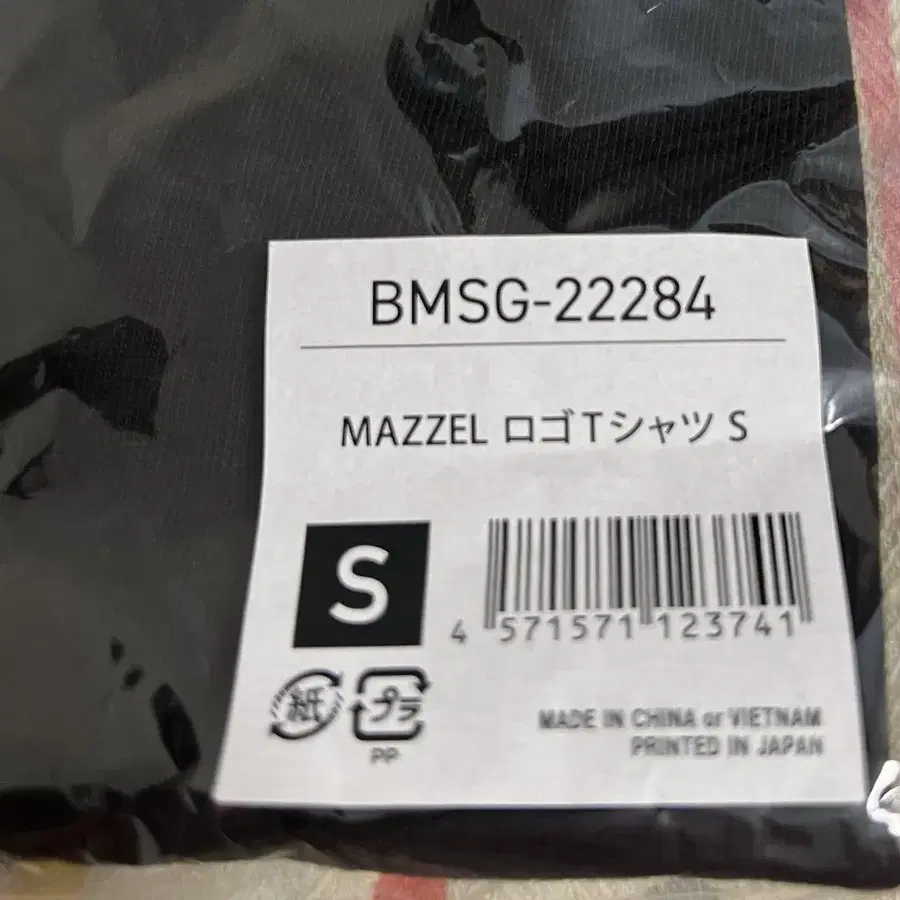 BMSG-22284
MAZZEL ロゴTシャツ S
S
4 571571 123741
紙 プラ
PP
MADE IN CHINA or VIETNAM
PRINTED IN JAPAN